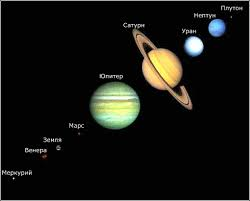 Плутон
Нептун
Уран
Сатурн
Юпитер
Марс
Земля
Венера
Меркурий